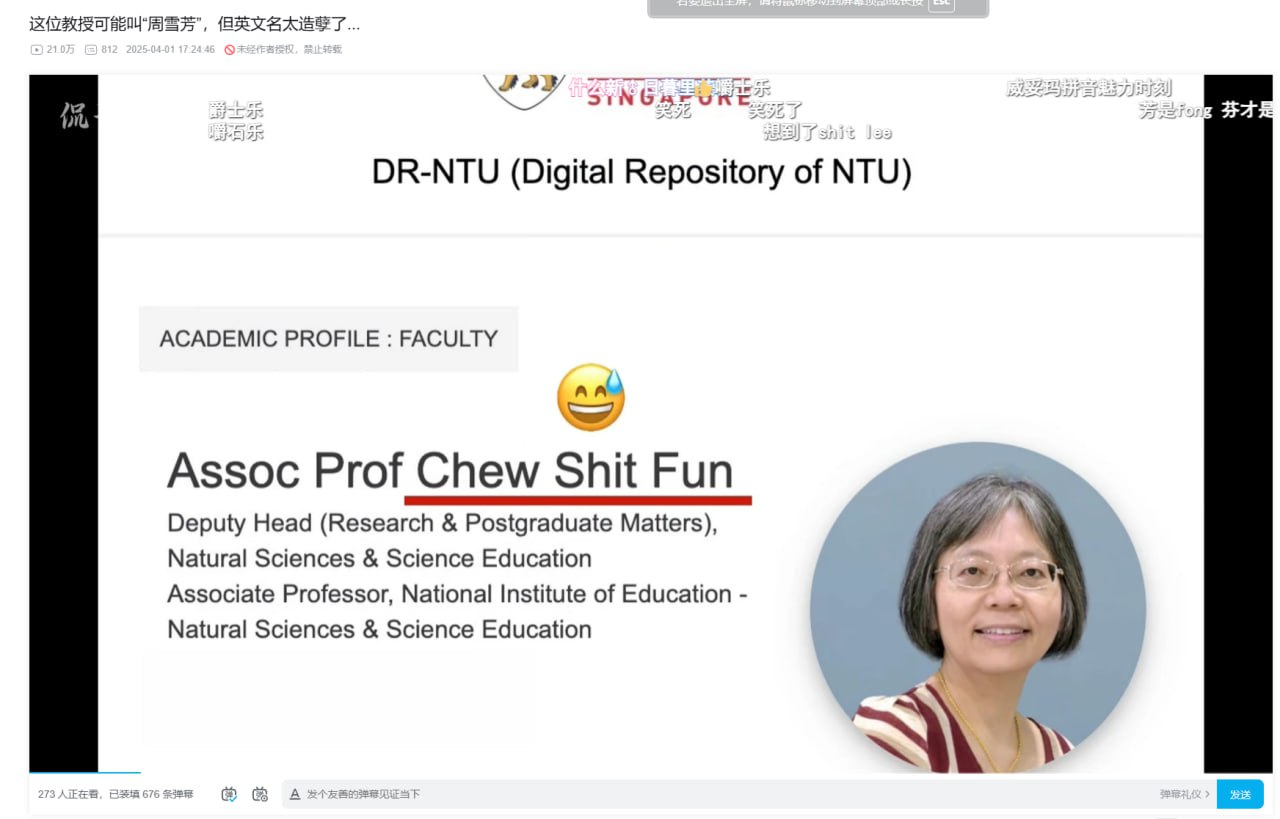 这位教授可能叫“周雪芳”，但英文名太造孽了...
21.0万 812 2025-04-01 17:24:46 未经作者授权，禁止转载
若要退出全屏，请将鼠标移动到屏幕顶部或长按 Esc
侃
什么新 日暮里 嚼士乐
威妥玛拼音魅力时刻
SINGAPORE
爵士乐
笑死
笑死了
芳是fong 芬才是
嚼石乐
想到了shit lee
DR-NTU (Digital Repository of NTU)
ACADEMIC PROFILE : FACULTY
Assoc Prof Chew Shit Fun
Deputy Head (Research & Postgraduate Matters),
Natural Sciences & Science Education
Associate Professor, National Institute of Education -
Natural Sciences & Science Education
273 人正在看，已装填 676 条弹幕
弹 弹 A 发个友善的弹幕见证当下 弹幕礼仪 发送